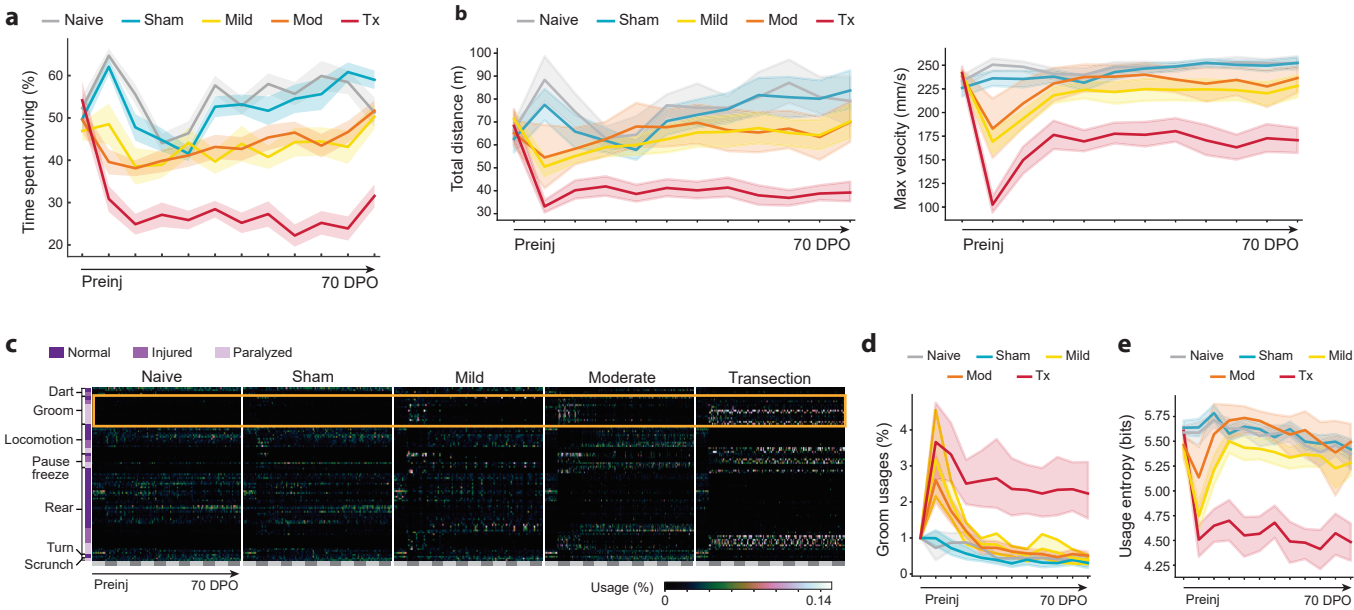 a
Naive Sham Mild Mod Tx
Time spent moving (%)
60
50
40
30
20
Preinj 70 DPO
b
Naive Sham Mild Mod Tx
Total distance (m)
100
90
80
70
60
50
40
30
Preinj 70 DPO
Max velocity (mm/s)
250
225
200
175
150
125
100
Preinj 70 DPO
c
Normal Injured Paralyzed
Naive Sham Mild Moderate Transection
Dart
Groom
Locomotion
Pause
freeze
Rear
Turn
Scrunch
Preinj 70 DPO
Usage (%)
0 0.14
d
Naive Sham Mild
Mod Tx
Groom usages (%)
4
3
2
1
0
Preinj 70 DPO
e
Naive Sham Mild
Mod Tx
Usage entropy (bits)
5.75
5.50
5.25
5.00
4.75
4.50
4.25
Preinj 70 DPO